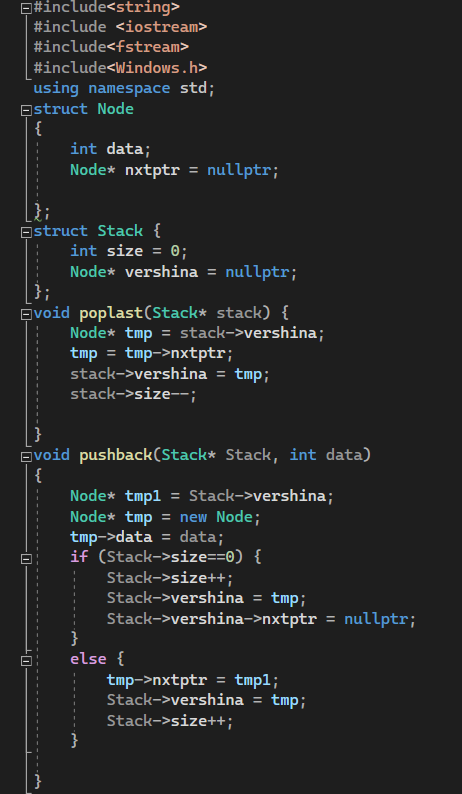 #include<string>
#include <iostream>
#include<fstream>
#include<Windows.h>
using namespace std;
struct Node
{
    int data;
    Node* nxtptr = nullptr;

};
struct Stack {
    int size = 0;
    Node* vershina = nullptr;
};
void poplast(Stack* stack) {
    Node* tmp = stack->vershina;
    tmp = tmp->nxtptr;
    stack->vershina = tmp;
    stack->size--;

}
void pushback(Stack* Stack, int data)
{
    Node* tmp1 = Stack->vershina;
    Node* tmp = new Node;
    tmp->data = data;
    if (Stack->size==0) {
        Stack->size++;
        Stack->vershina = tmp;
        Stack->vershina->nxtptr = nullptr;
    }
    else {
        tmp->nxtptr = tmp1;
        Stack->vershina = tmp;
        Stack->size++;
    }

}